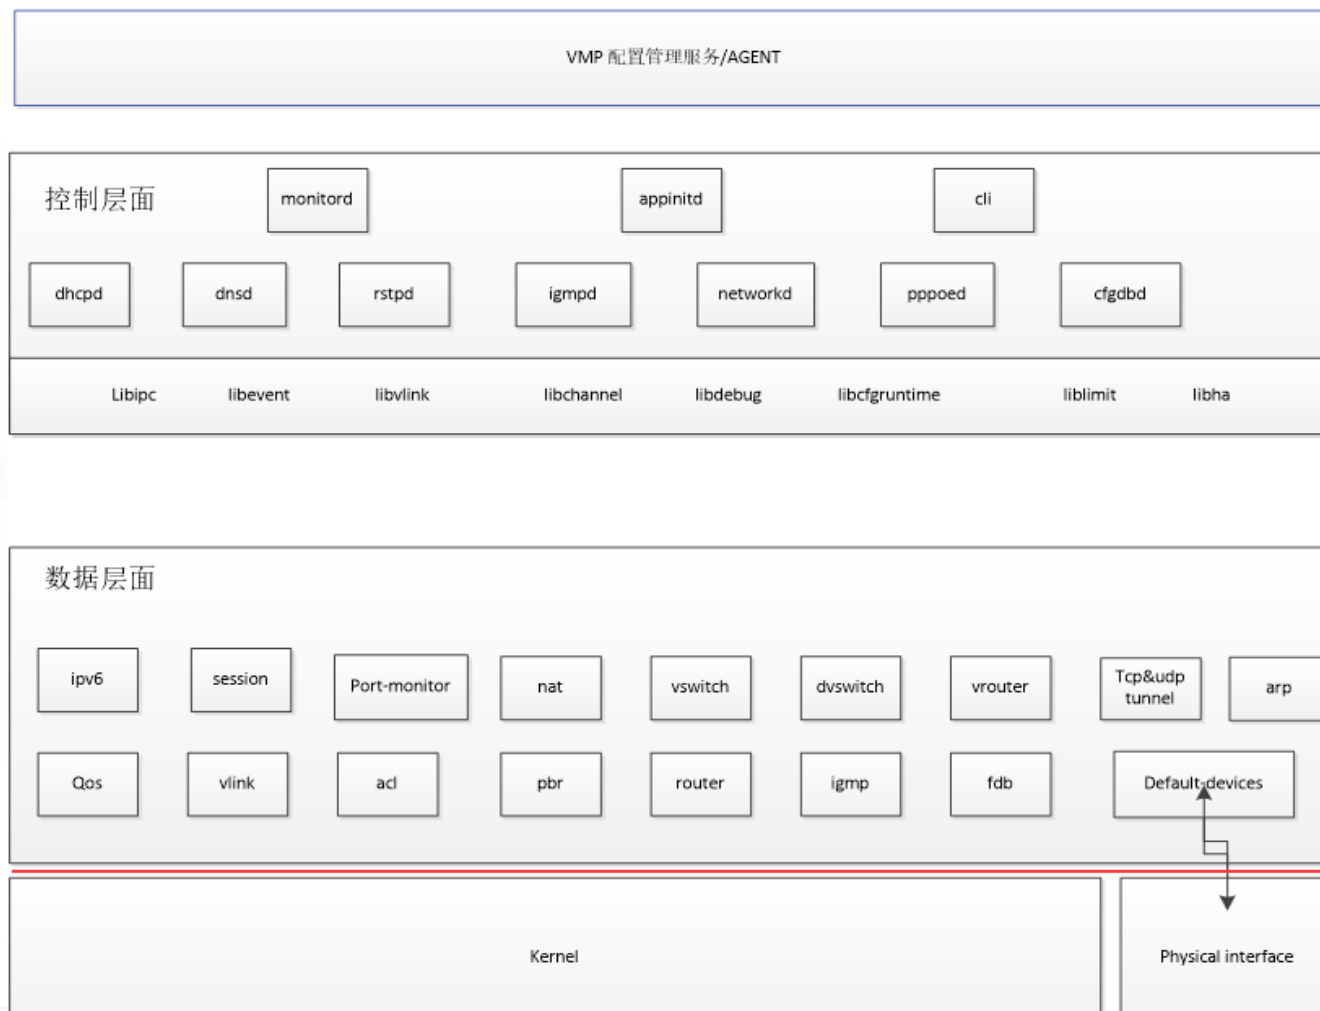 VMP 配置管理服务/AGENT
控制层面
monitord
appinitd
cli
dhcpd
dnsd
rstpd
igmpd
networkd
pppoed
cfgdbd
Libipc
libevent
libvlink
libchannel
libdebug
libcfgruntime
liblimit
libha
数据层面
ipv6
session
Port-monitor
nat
vswitch
dvswitch
vrouter
Tcp&udp
tunnel
arp
Qos
vlink
acl
pbr
router
igmp
fdb
Default-devices
Kernel
Physical interface